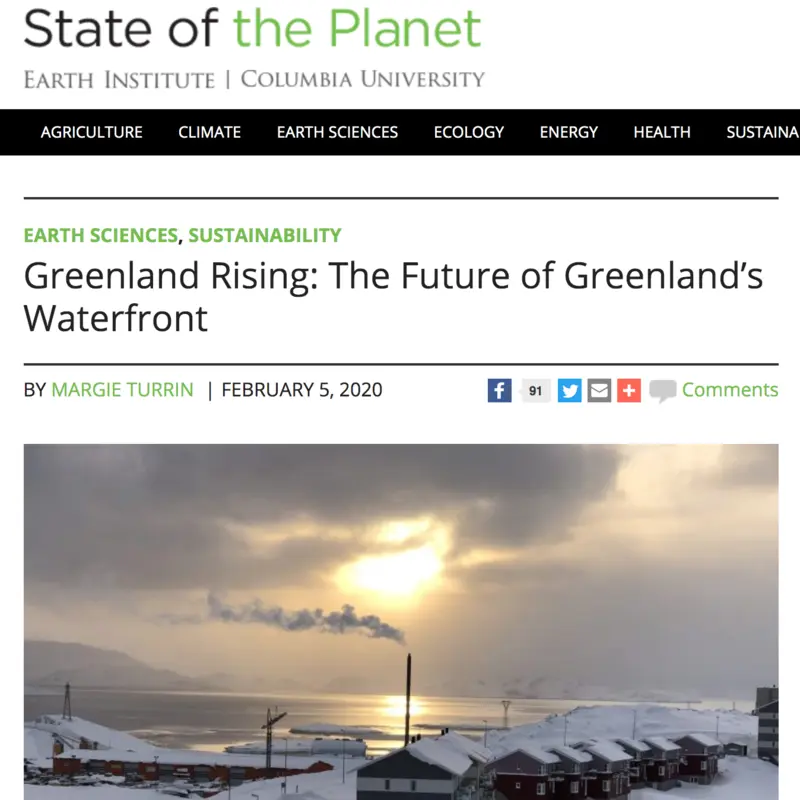 State of the Planet
EARTH INSTITUTE | COLUMBIA UNIVERSITY
AGRICULTURE CLIMATE EARTH SCIENCES ECOLOGY ENERGY HEALTH SUSTAINA
EARTH SCIENCES, SUSTAINABILITY
Greenland Rising: The Future of Greenland’s
Waterfront
BY MARGIE TURRIN | FEBRUARY 5, 2020 f 91 + Comments